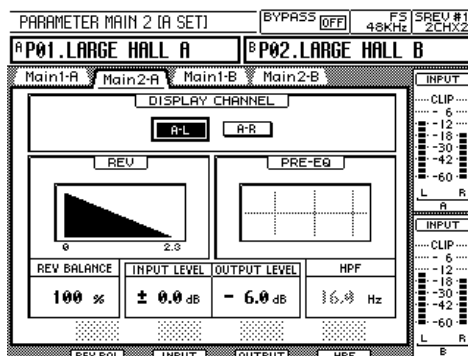 PARAMETER MAIN 2 [A SET]
BYPASS OFF
FS 48KHz
SREV #1 2CHX2
A P01.LARGE HALL A
B P02.LARGE HALL B
Main1-A Main2-A Main1-B Main2-B
DISPLAY CHANNEL
A-L A-R
REV
PRE-EQ
0 2.3
REV BALANCE INPUT LEVEL OUTPUT LEVEL HPF
100 % ± 0.0 dB - 6.0 dB 16.0 Hz
REV BAL INPUT OUTPUT HPF
INPUT
CLIP
- 6
-12
-18
-30
-42
-60
L R
A
INPUT
CLIP
- 6
-12
-18
-30
-42
-60
L R
B